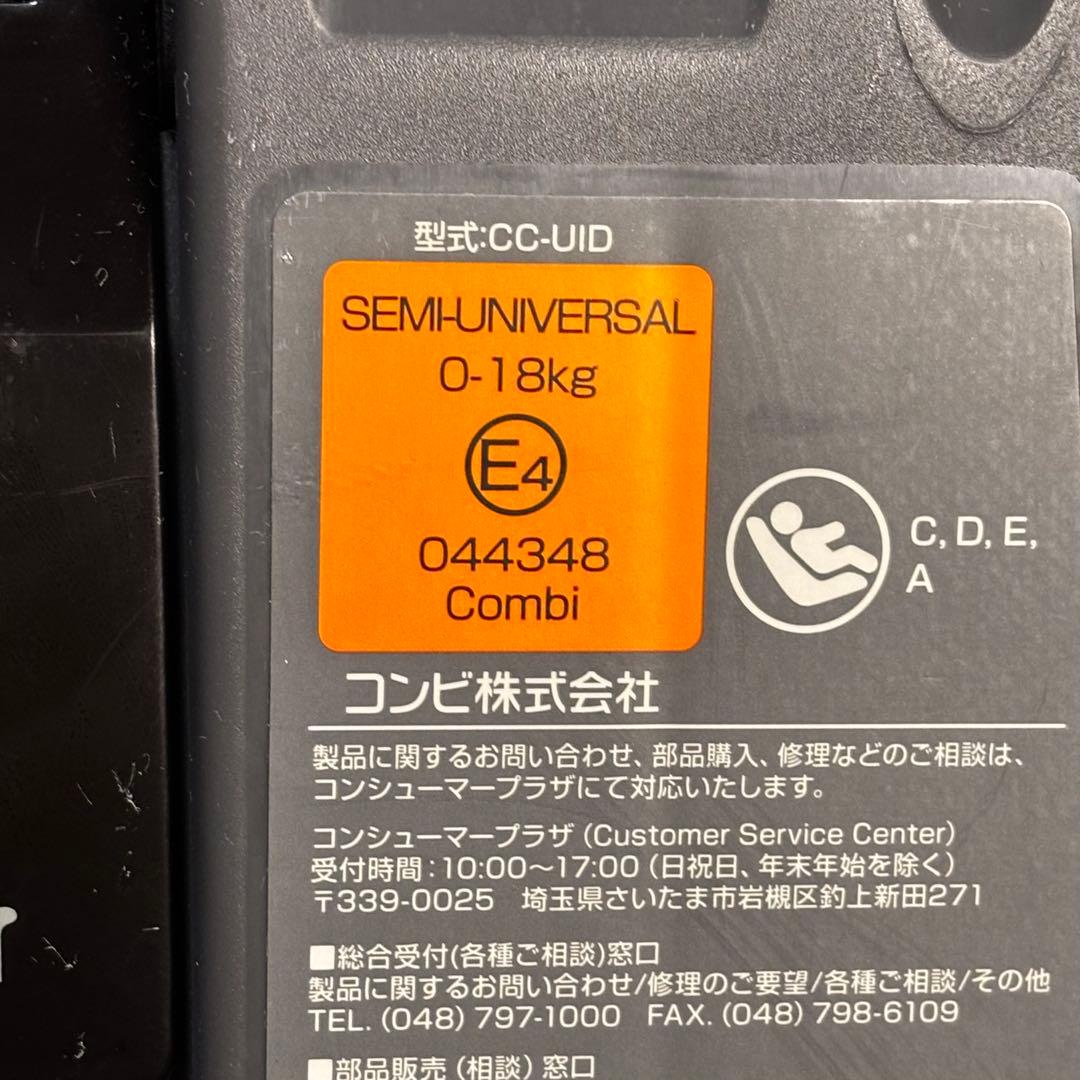 型式:CC-UID
SEMI-UNIVERSAL
0-18kg
E4
044348
Combi
C, D, E,
A
コンビ株式会社
製品に関するお問い合わせ、部品購入、修理などのご相談は、
コンシューマープラザにて対応いたします。
コンシューマープラザ (Customer Service Center)
受付時間:10:00〜17:00 (日祝日、年末年始を除く)
〒339-0025 埼玉県さいたま市岩槻区釣上新田271
■総合受付(各種ご相談)窓口
製品に関するお問い合わせ/修理のご要望/各種ご相談/その他
TEL. (048) 797-1000 FAX. (048) 798-6109
■部品販売 (相談) 窓口